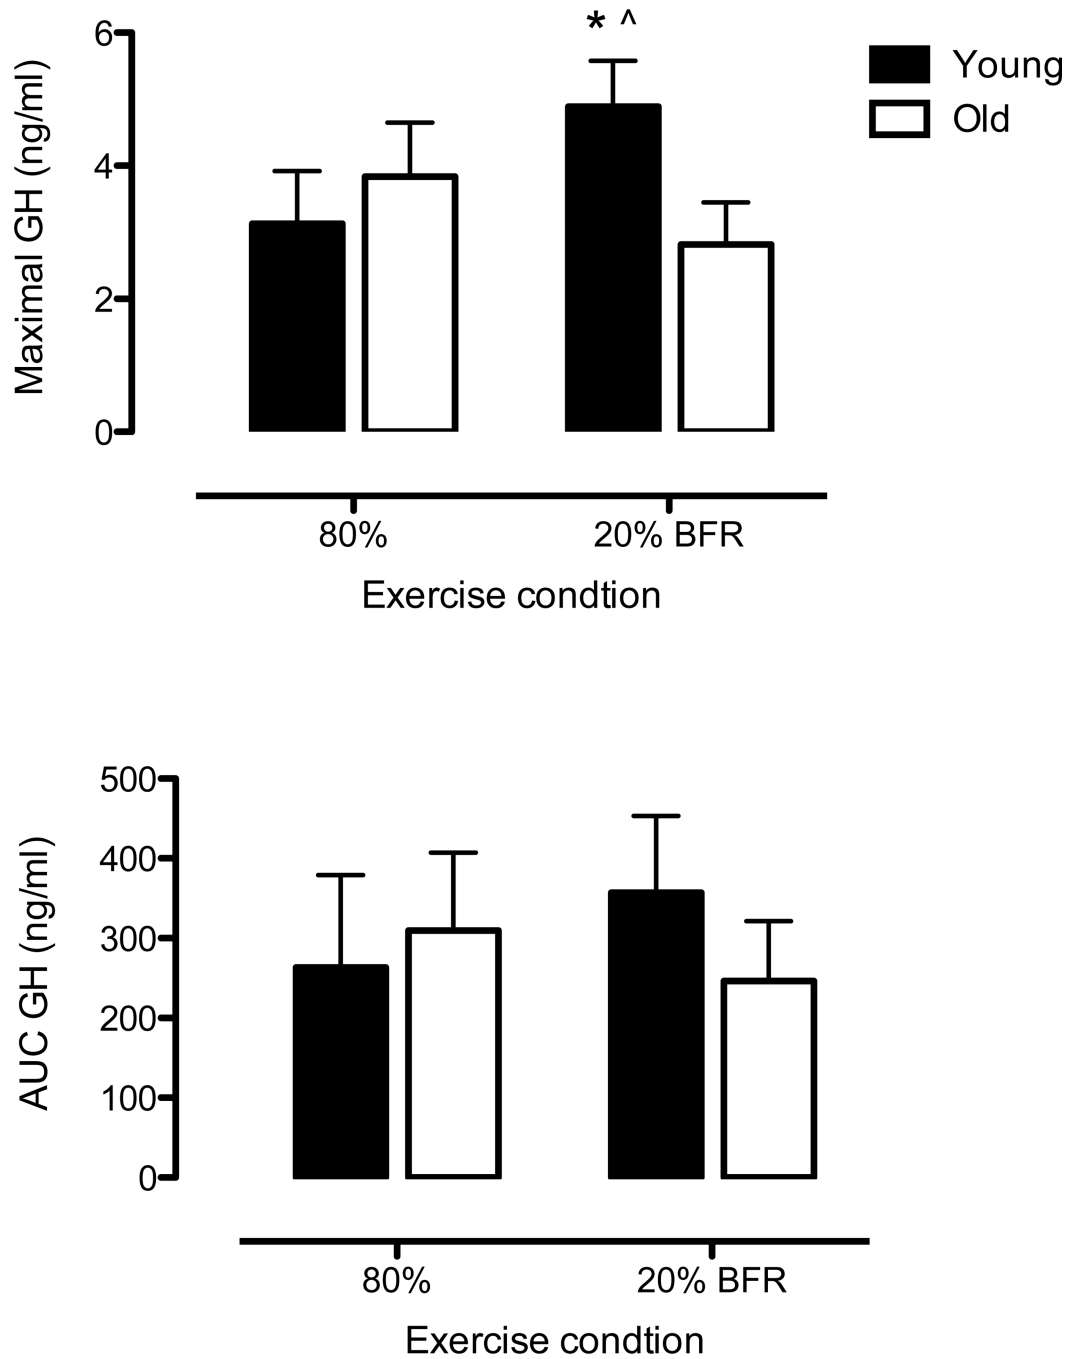 * ^
6
4
2
0
Maximal GH (ng/ml)
Young
Old
80%
20% BFR
Exercise condtion
500
400
300
200
100
0
AUC GH (ng/ml)
80%
20% BFR
Exercise condtion